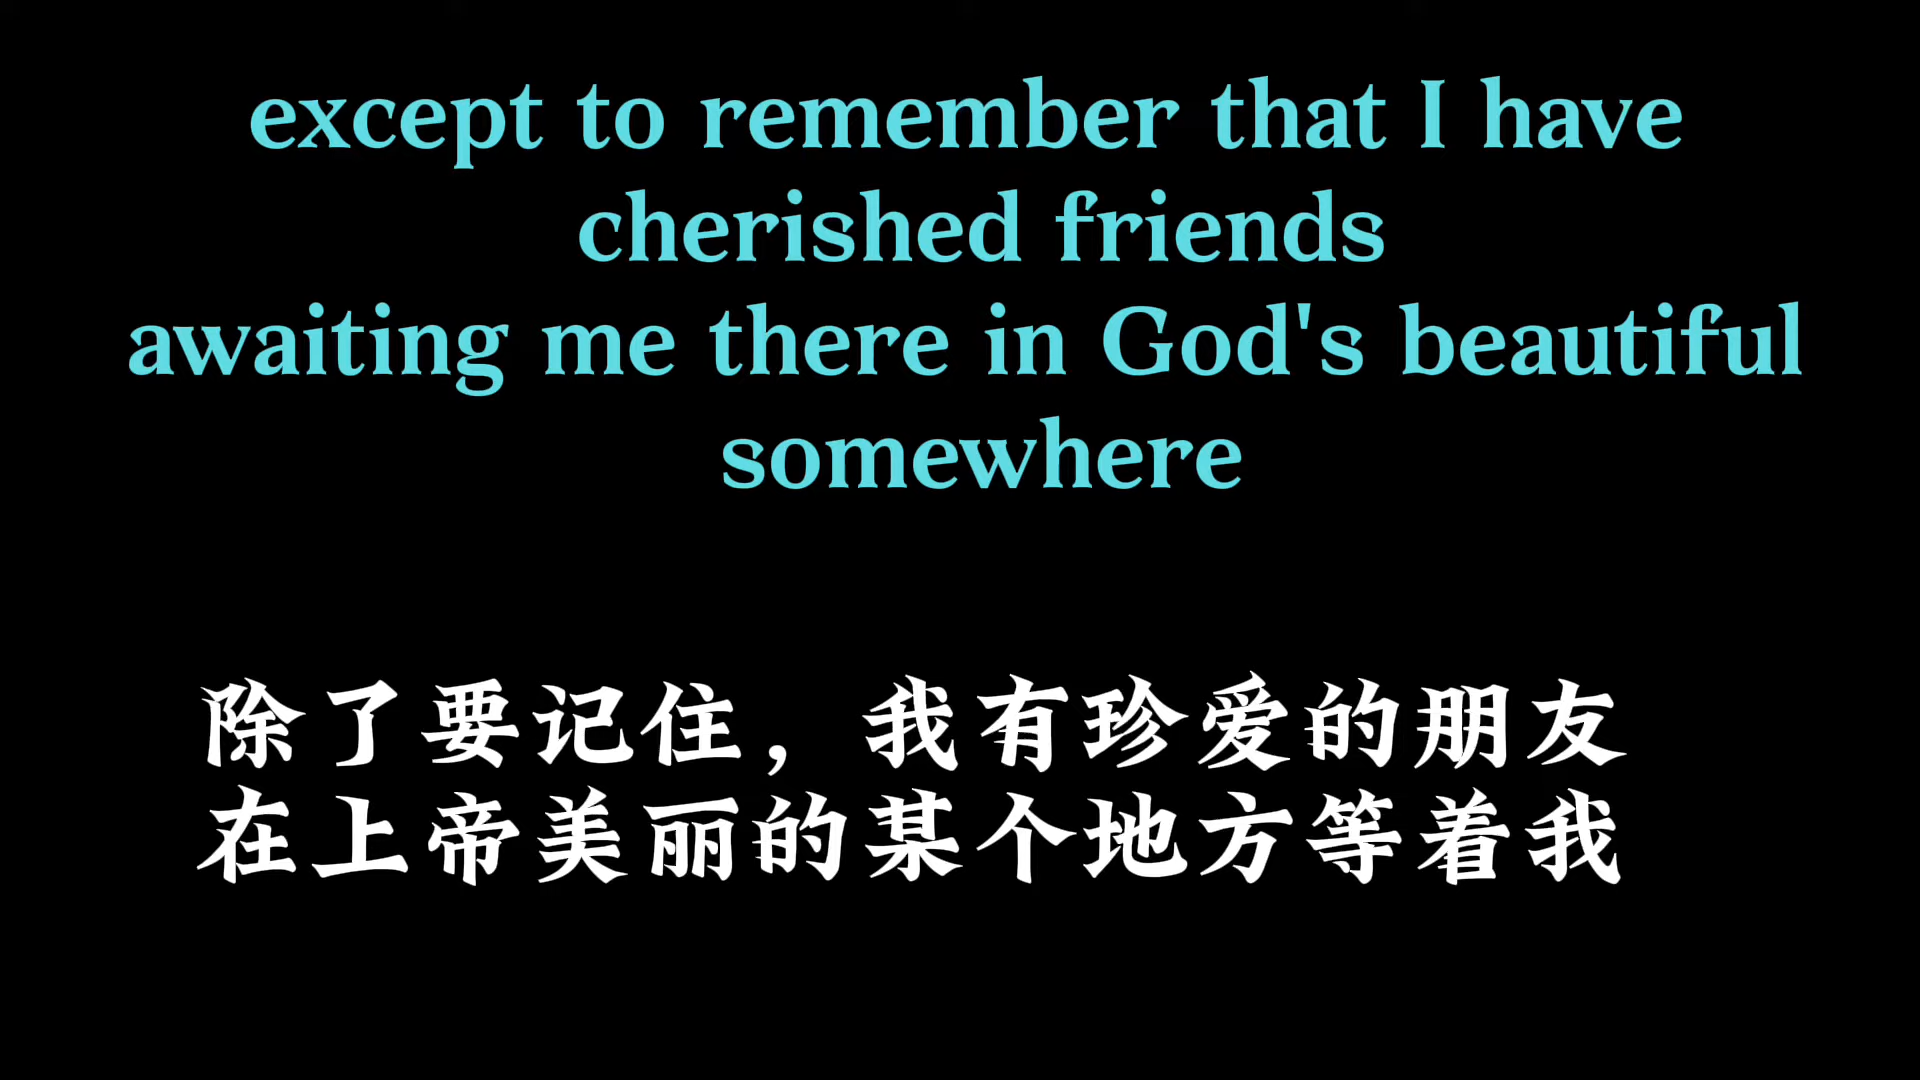 except to remember that I have
cherished friends
awaiting me there in God's beautiful
somewhere
除了要记住，我有珍爱的朋友
在上帝美丽的某个地方等着我